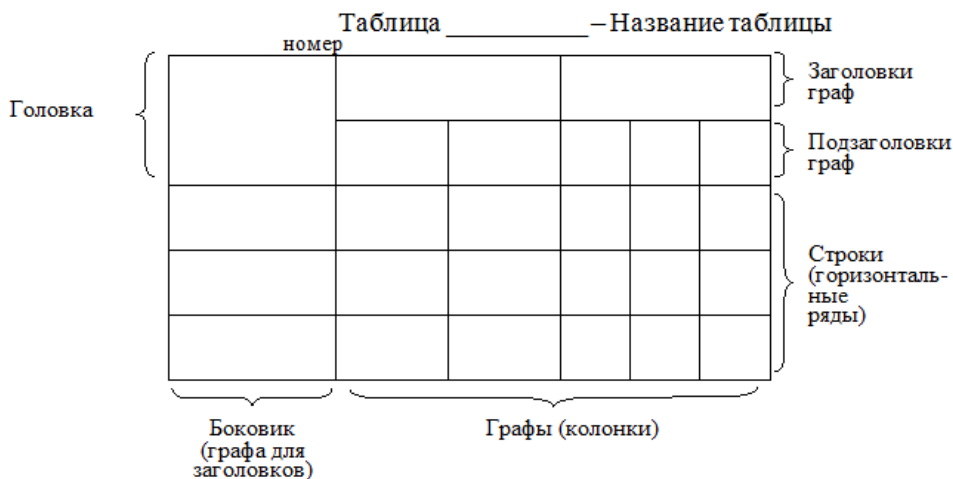 Таблица __________ – Название таблицы
номер
Головка
Заголовки
граф
Подзаголовки
граф
Строки
(горизонталь-
ные
ряды)
Боковик
(графа для
заголовков)
Графы (колонки)